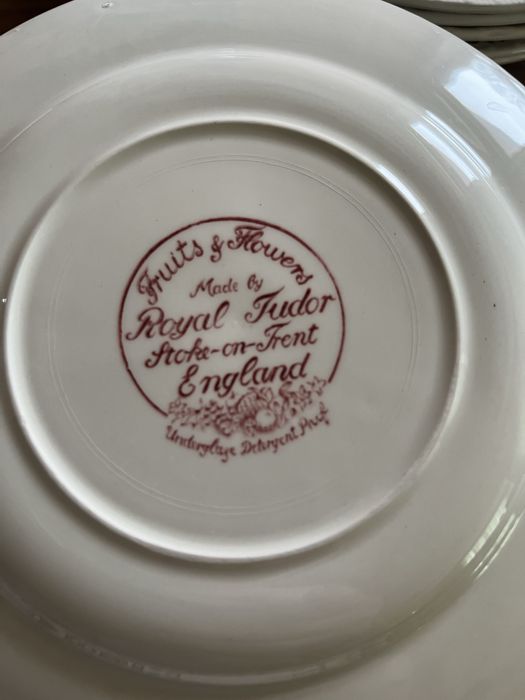 Fruits & Flowers
Made by
Royal Tudor
Stoke-on-Trent
England
Underglaze Detergent Proof